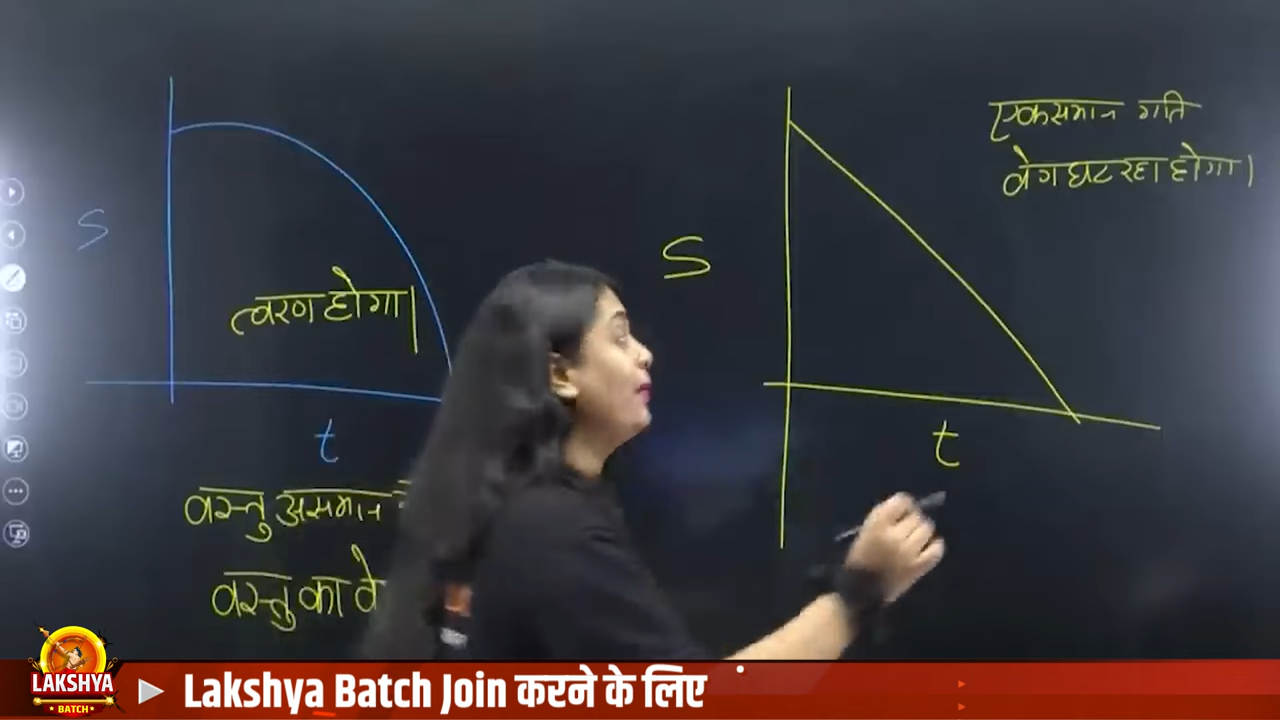 S
त्वरण होगा।
t
वस्तु असमान
वस्तु का वे
एकसमान गति
वेग घट रहा होगा।
S
t
LAKSHYA
BATCH
Lakshya Batch Join करने के लिए